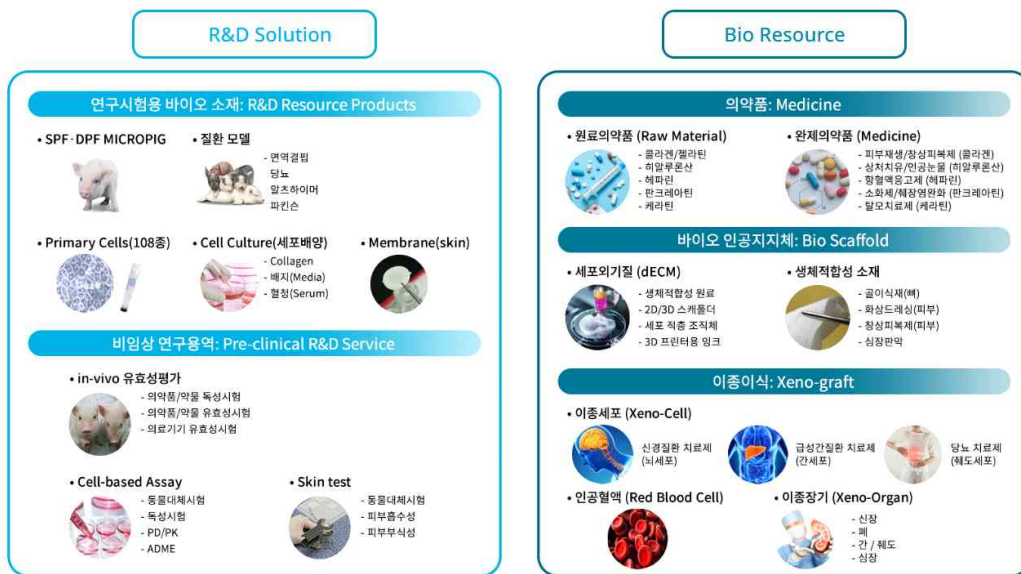 R&D Solution
연구시험용 바이오 소재: R&D Resource Products
• SPF·DPF MICROPIG
• 질환 모델
- 면역결핍
당뇨
알츠하이머
파킨슨
• Primary Cells(108종)
• Cell Culture(세포배양)
- Collagen
- 배지(Media)
- 혈청(Serum)
• Membrane(skin)
비임상 연구용역: Pre-clinical R&D Service
• in-vivo 유효성평가
- 의약품/약물 독성시험
- 의약품/약물 유효성시험
- 의료기기 유효성시험
• Cell-based Assay
- 동물대체시험
- 독성시험
- PD/PK
- ADME
• Skin test
- 동물대체시험
- 피부흡수성
- 피부부식성
Bio Resource
의약품: Medicine
• 원료의약품 (Raw Material)
- 콜라겐/젤라틴
- 히알루론산
- 헤파린
- 판크레아틴
- 케라틴
• 완제의약품 (Medicine)
- 피부재생/창상피복제 (콜라겐)
- 상처치유/인공눈물 (히알루론산)
- 항혈액응고제 (헤파린)
- 소화제/췌장염완화 (판크레아틴)
- 탈모치료제 (케라틴)
바이오 인공지지체: Bio Scaffold
• 세포외기질 (dECM)
- 생체적합성 원료
- 2D/3D 스캐폴더
- 세포 적층 조직체
- 3D 프린터용 잉크
• 생체적합성 소재
- 골이식재(뼈)
- 화상드레싱(피부)
- 창상피복제(피부)
- 심장판막
이종이식: Xeno-graft
• 이종세포 (Xeno-Cell)
신경질환 치료제
(뇌세포)
급성간질환 치료제
(간세포)
당뇨 치료제
(췌도세포)
• 인공혈액 (Red Blood Cell)
• 이종장기 (Xeno-Organ)
- 신장
- 폐
- 간 / 췌도
- 심장